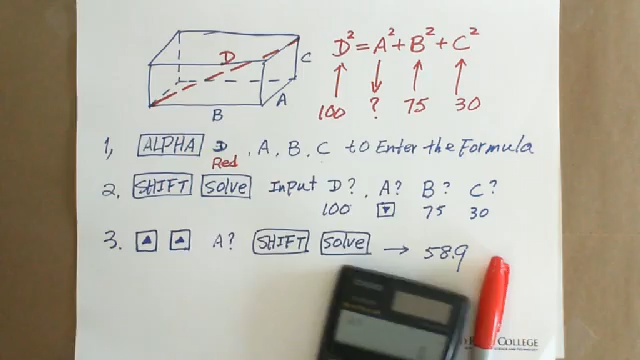 D C
B A
D² = A² + B² + C²
100 ? 75 30
1, ALPHA D, A, B, C to Enter the Formula
Red
2. SHIFT Solve Input D? A? B? C?
100 ▼ 75 30
3. ▲ ▲ A? SHIFT Solve → 58.9
COLLEGE